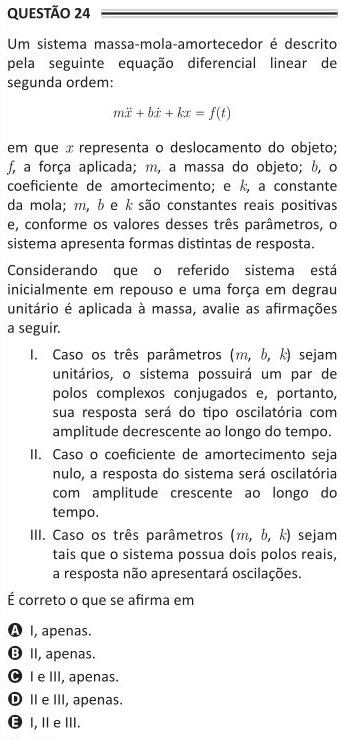 QUESTÃO 24
Um sistema massa-mola-amortecedor é descrito
pela seguinte equação diferencial linear de
segunda ordem:
mẍ + bẋ + kx = f(t)
em que x representa o deslocamento do objeto;
f, a força aplicada; m, a massa do objeto; b, o
coeficiente de amortecimento; e k, a constante
da mola; m, b e k são constantes reais positivas
e, conforme os valores desses três parâmetros, o
sistema apresenta formas distintas de resposta.
Considerando que o referido sistema está
inicialmente em repouso e uma força em degrau
unitário é aplicada à massa, avalie as afirmações
a seguir.
I. Caso os três parâmetros (m, b, k) sejam
unitários, o sistema possuirá um par de
polos complexos conjugados e, portanto,
sua resposta será do tipo oscilatória com
amplitude decrescente ao longo do tempo.
II. Caso o coeficiente de amortecimento seja
nulo, a resposta do sistema será oscilatória
com amplitude crescente ao longo do
tempo.
III. Caso os três parâmetros (m, b, k) sejam
tais que o sistema possua dois polos reais,
a resposta não apresentará oscilações.
É correto o que se afirma em
A I, apenas.
B II, apenas.
C I e III, apenas.
D II e III, apenas.
E I, II e III.